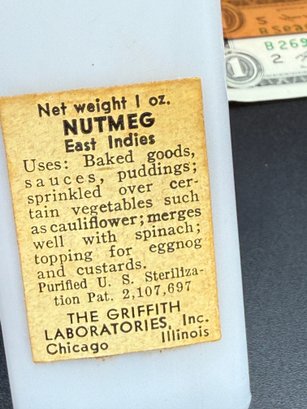 Net weight 1 oz.
NUTMEG
East Indies
Uses: Baked goods,
sauces, puddings;
sprinkled over cer-
tain vegetables such
as cauliflower; merges
well with spinach;
topping for eggnog
and custards.
Purified U. S. Steriliza-
tion Pat. 2,107,697
THE GRIFFITH
LABORATORIES, Inc.
Chicago Illinois
B269